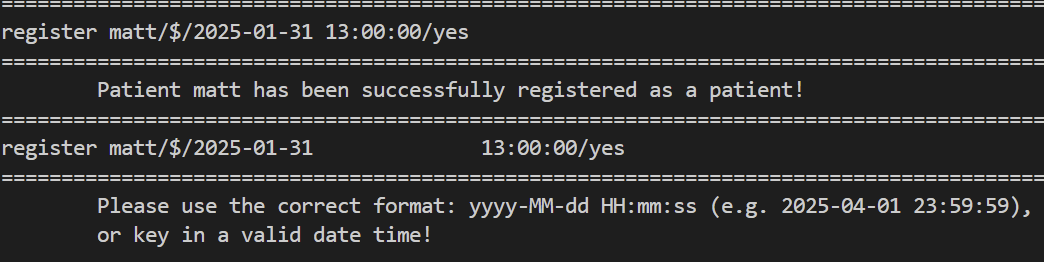 register matt/$/2025-01-31 13:00:00/yes
Patient matt has been successfully registered as a patient!
register matt/$/2025-01-31              13:00:00/yes
Please use the correct format: yyyy-MM-dd HH:mm:ss (e.g. 2025-04-01 23:59:59),
or key in a valid date time!